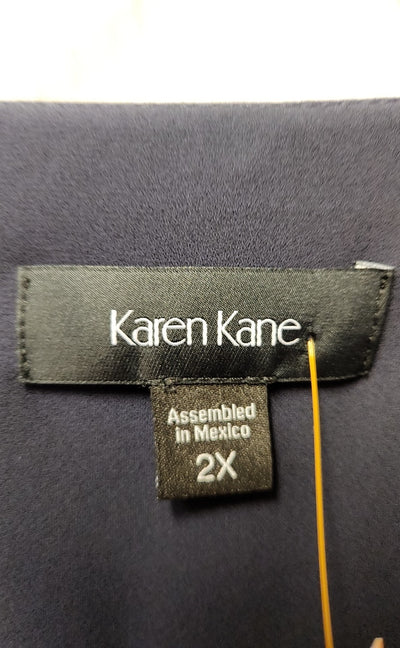 Karen Kane
Assembled
in Mexico
2X